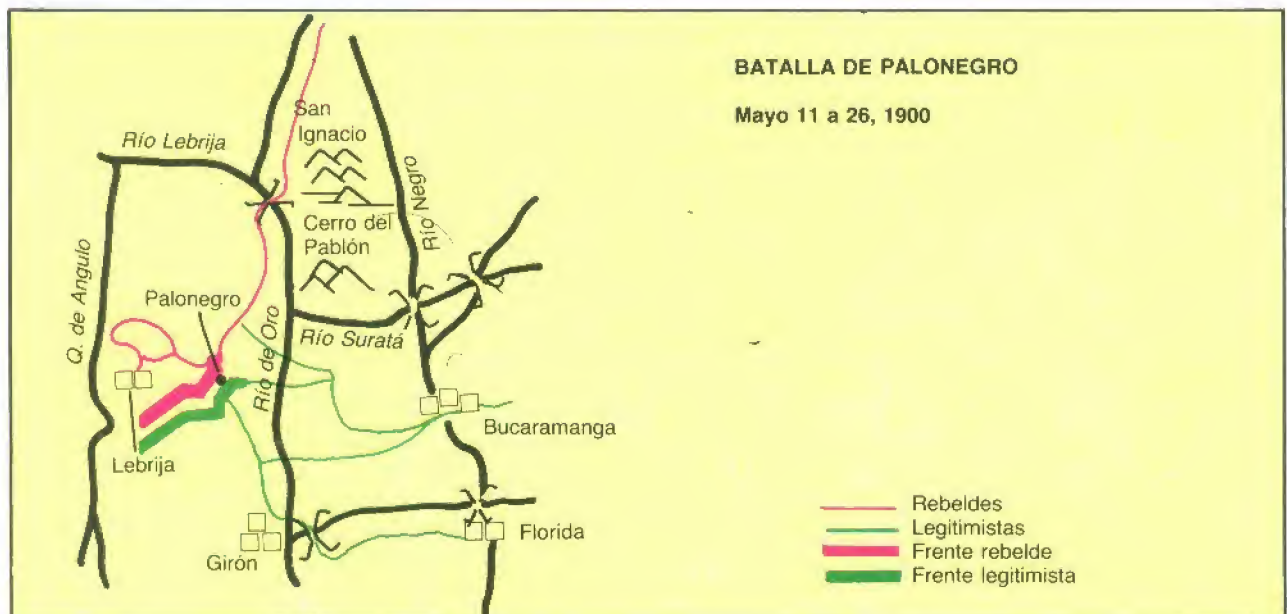 BATALLA DE PALONEGRO
Mayo 11 a 26, 1900
San
Ignacio
Río Lebrija
Cerro del
Pablón
Río Negro
Q. de Angulo
Palonegro
Río de Oro
Río Suratá
Bucaramanga
Lebrija
Girón
Florida
Rebeldes
Legitimistas
Frente rebelde
Frente legitimista